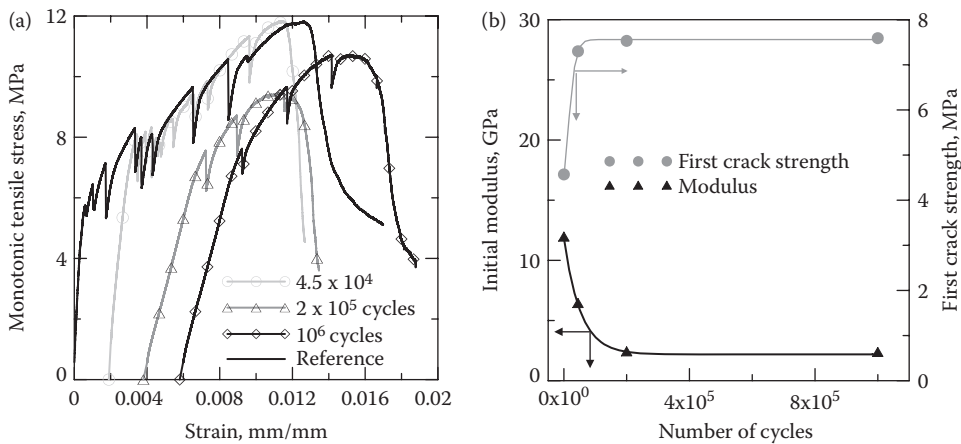 (a)
12
8
4
0
Monotonic tensile stress, MPa
4.5 x 10⁴
2 x 10⁵ cycles
10⁶ cycles
Reference
0 0.004 0.008 0.012 0.016 0.02
Strain, mm/mm
(b)
30
20
10
0
Initial modulus, GPa
First crack strength
Modulus
8
6
4
2
0
First crack strength, MPa
0x10⁰ 4x10⁵ 8x10⁵
Number of cycles